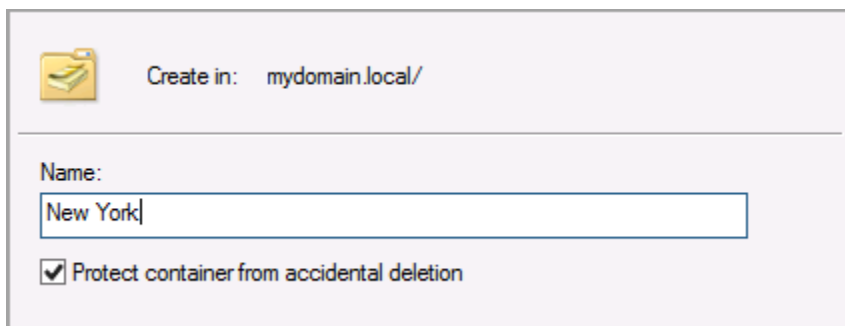 Create in: mydomain.local/
Name:
New York
Protect container from accidental deletion